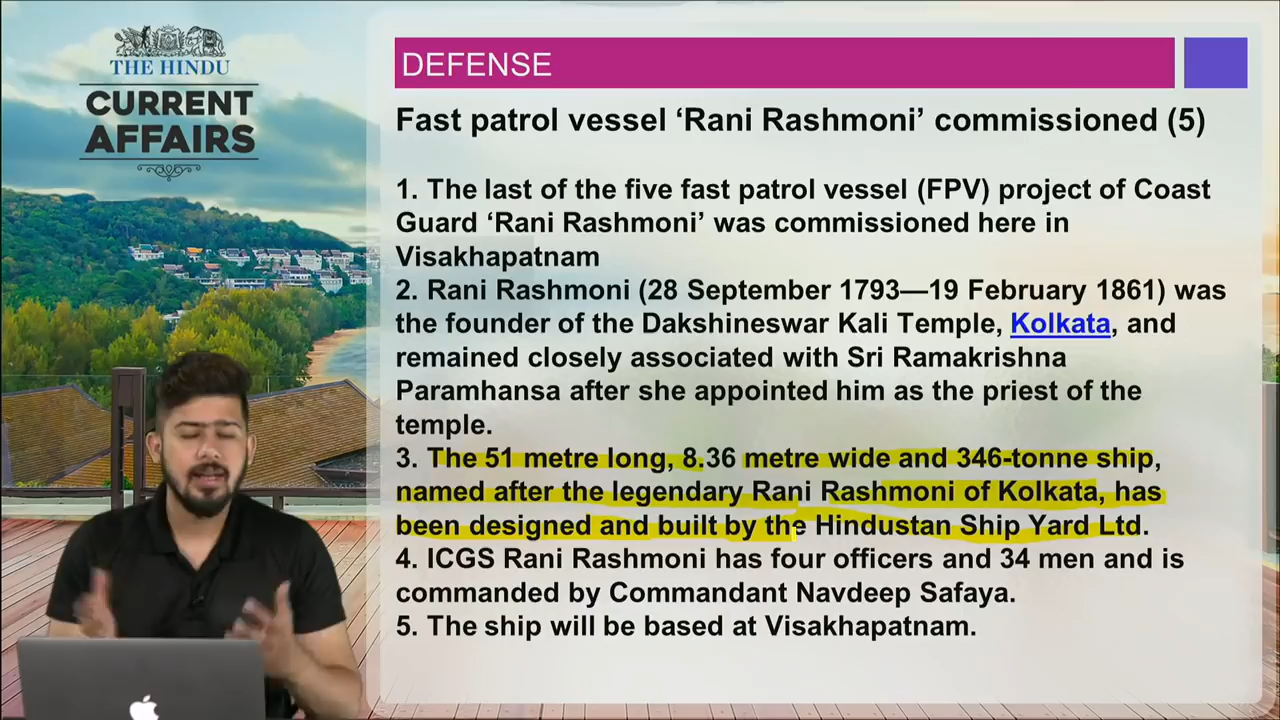 THE HINDU
CURRENT
AFFAIRS
DEFENSE
Fast patrol vessel ‘Rani Rashmoni’ commissioned (5)
1. The last of the five fast patrol vessel (FPV) project of Coast
Guard ‘Rani Rashmoni’ was commissioned here in
Visakhapatnam
2. Rani Rashmoni (28 September 1793—19 February 1861) was
the founder of the Dakshineswar Kali Temple, Kolkata, and
remained closely associated with Sri Ramakrishna
Paramhansa after she appointed him as the priest of the
temple.
3. The 51 metre long, 8.36 metre wide and 346-tonne ship,
named after the legendary Rani Rashmoni of Kolkata, has
been designed and built by the Hindustan Ship Yard Ltd.
4. ICGS Rani Rashmoni has four officers and 34 men and is
commanded by Commandant Navdeep Safaya.
5. The ship will be based at Visakhapatnam.